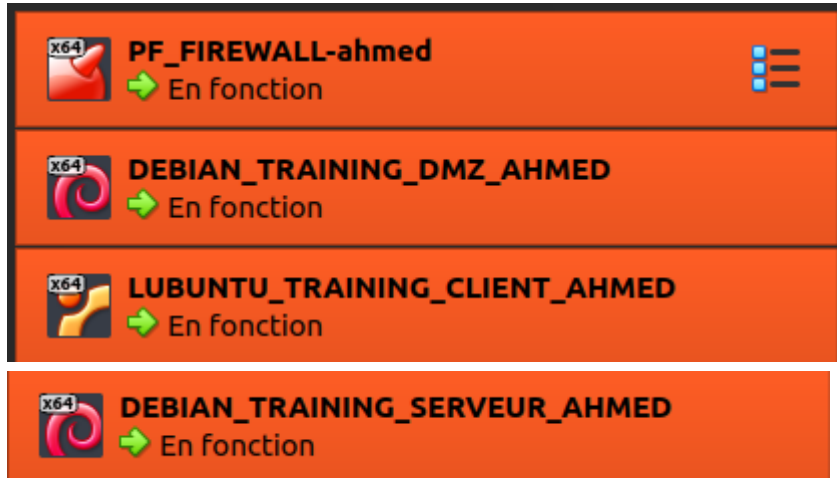 x64
PF_FIREWALL-ahmed
En fonction
x64
DEBIAN_TRAINING_DMZ_AHMED
En fonction
x64
LUBUNTU_TRAINING_CLIENT_AHMED
En fonction
x64
DEBIAN_TRAINING_SERVEUR_AHMED
En fonction